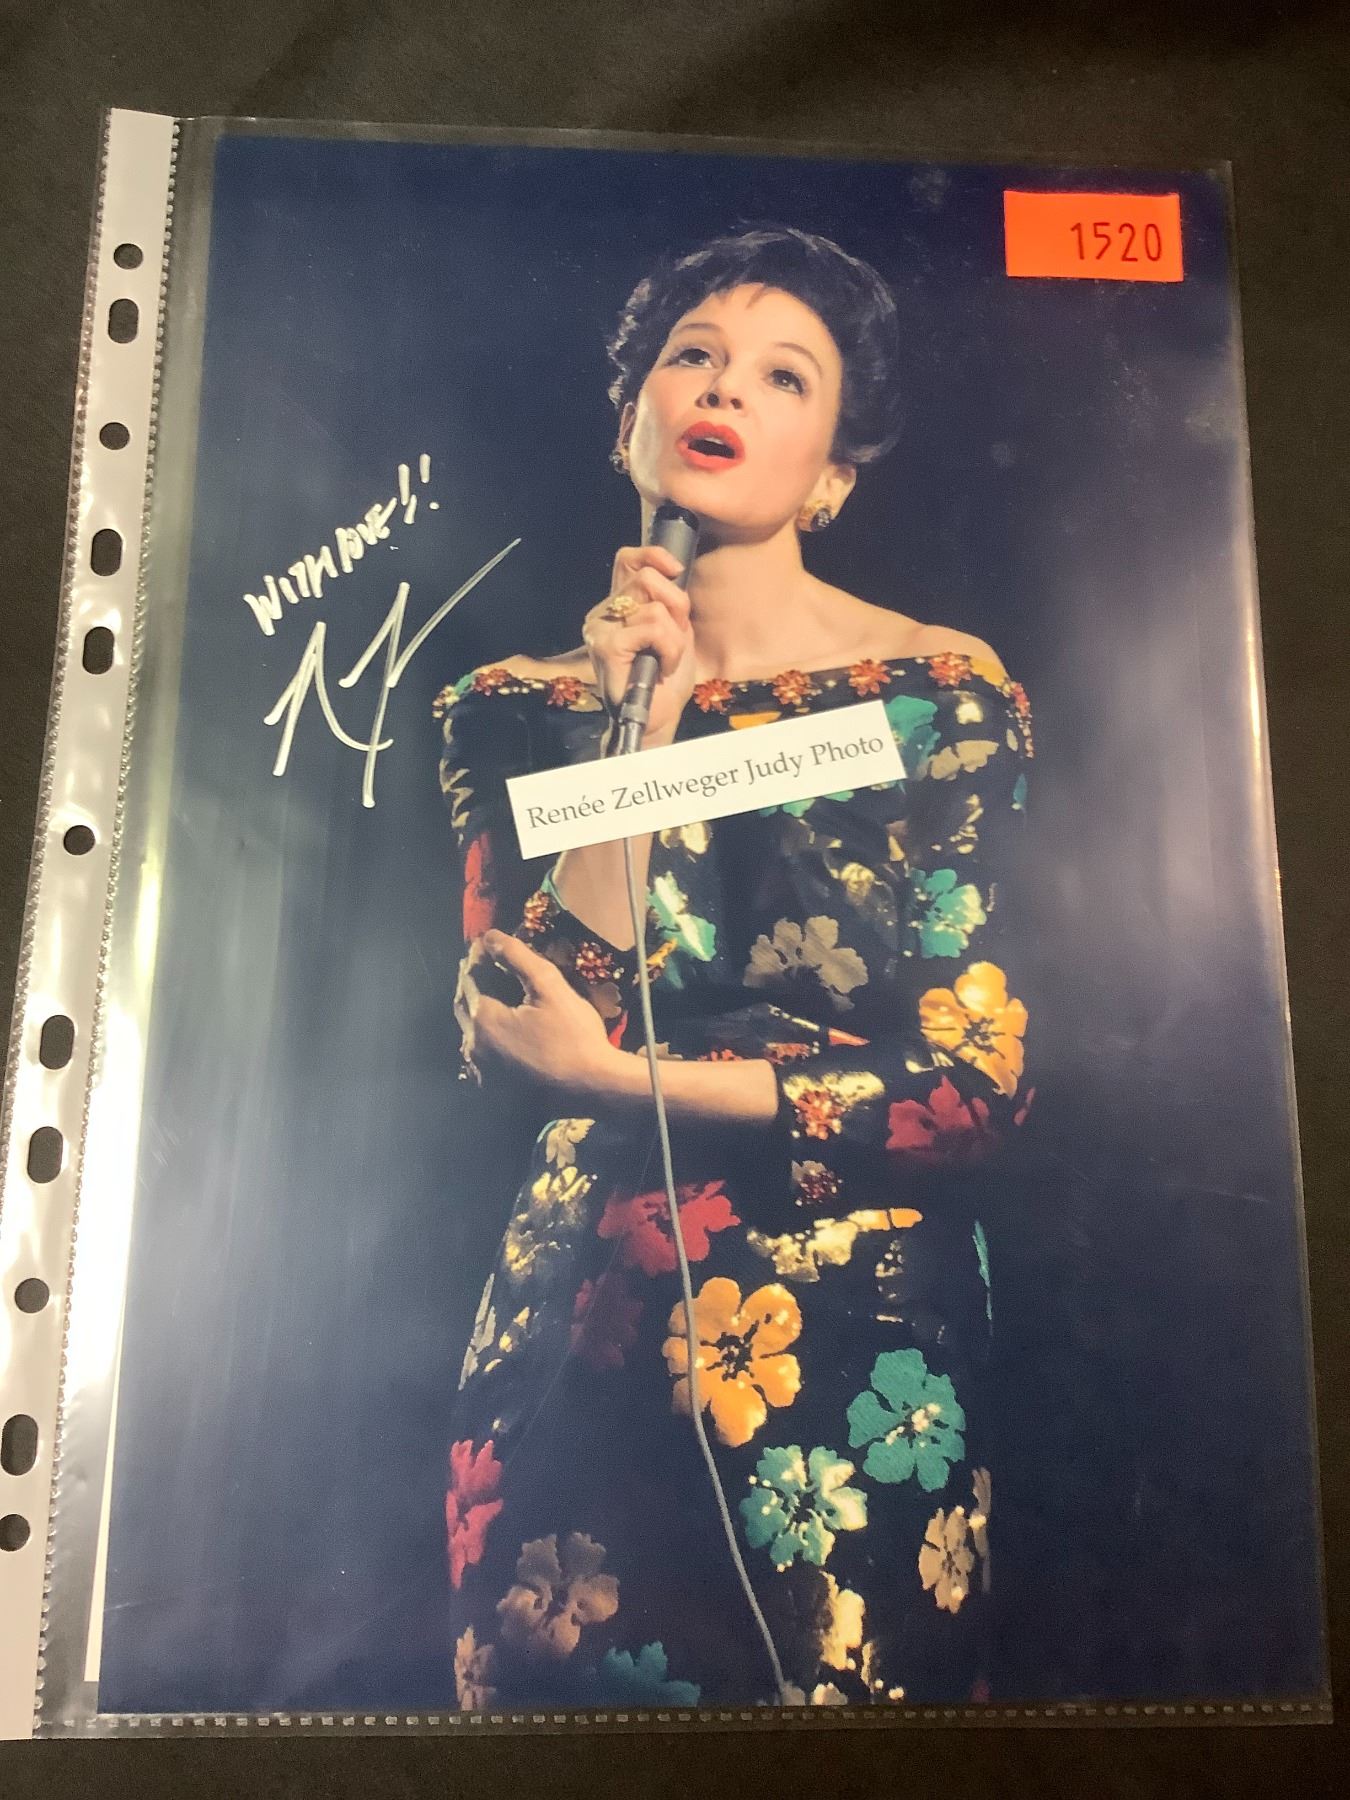 1520
WITH LOVE!!
Renée Zellweger Judy Photo